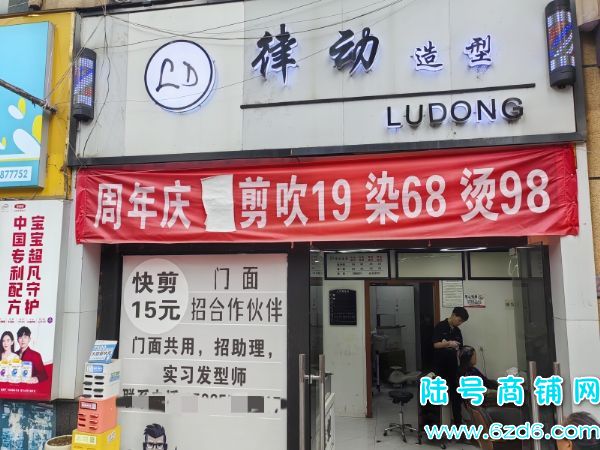 LD
律动造型
LUDONG
877752
周年庆 剪吹19 染68 烫98
快剪
15元
门面
招合作伙伴
门面共用，招助理，
实习发型师
宝宝超凡守护
中国专利配方
陆号商铺网
www.6zd6.com